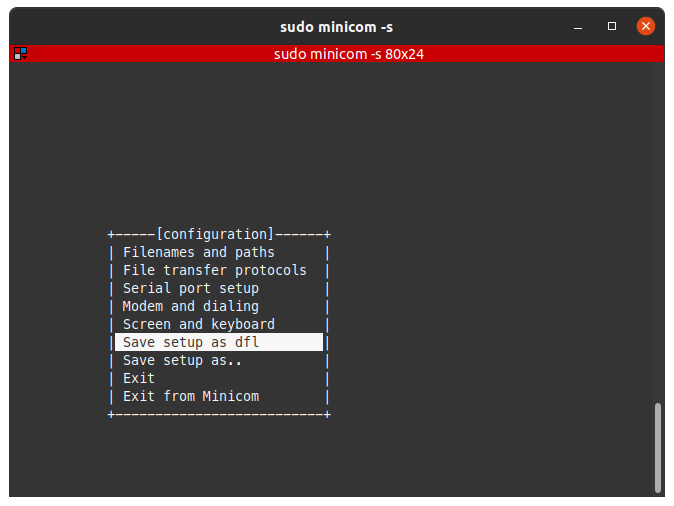 sudo minicom -s
sudo minicom -s 80x24
+-----[configuration]------+
| Filenames and paths      |
| File transfer protocols  |
| Serial port setup        |
| Modem and dialing        |
| Screen and keyboard      |
| Save setup as dfl        |
| Save setup as..          |
| Exit                     |
| Exit from Minicom        |
+--------------------------+